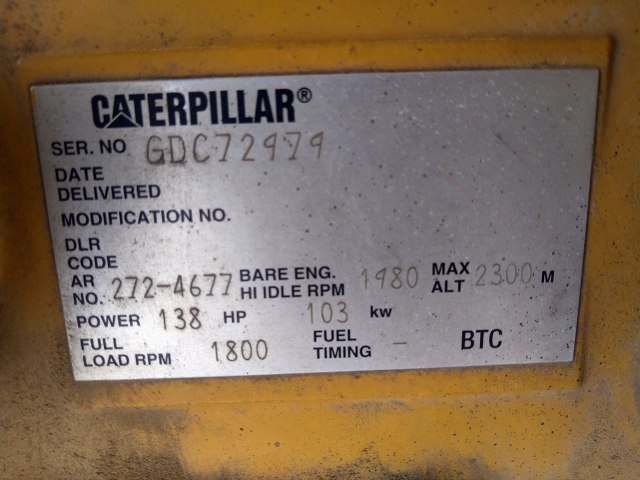 CATERPILLAR®
SER. NO GDC72979
DATE
DELIVERED
MODIFICATION NO.
DLR
CODE
AR
NO. 272-4677 BARE ENG.
HI IDLE RPM 1980 MAX
ALT 2300 M
POWER 138 HP 103 kw
FULL
LOAD RPM 1800 FUEL
TIMING - BTC